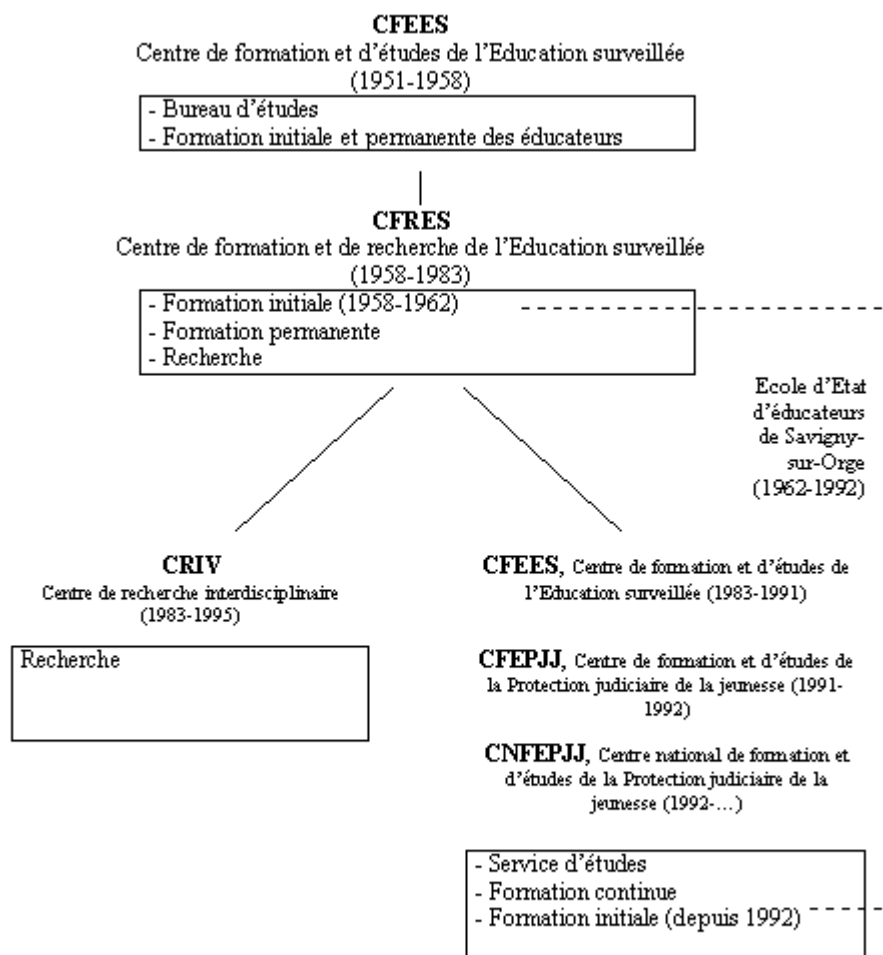 CFEES
Centre de formation et d'études de l'Education surveillée
(1951-1958)
- Bureau d'études
- Formation initiale et permanente des éducateurs
CFRES
Centre de formation et de recherche de l'Education surveillée
(1958-1983)
- Formation initiale (1958-1962)
- Formation permanente
- Recherche
Ecole d'Etat
d'éducateurs
de Savigny-
sur-Orge
(1962-1992)
CRIV
Centre de recherche interdisciplinaire
(1983-1995)
Recherche
CFEES, Centre de formation et d'études de
l'Education surveillée (1983-1991)
CFEPJJ, Centre de formation et d'études de
la Protection judiciaire de la jeunesse (1991-
1992)
CNFEPJJ, Centre national de formation et
d'études de la Protection judiciaire de la
jeunesse (1992-...)
- Service d'études
- Formation continue
- Formation initiale (depuis 1992)